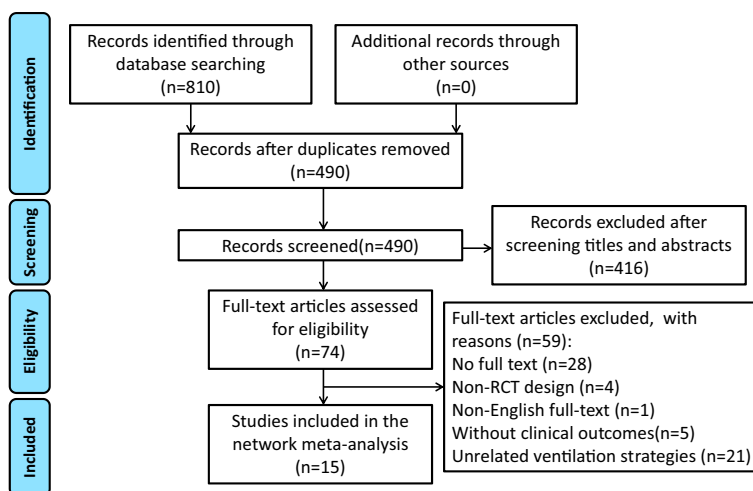 Identification
Records identified through
database searching
(n=810)
Additional records through
other sources
(n=0)
Records after duplicates removed
(n=490)
Screening
Records screened(n=490)
Records excluded after
screening titles and abstracts
(n=416)
Eligibility
Full-text articles assessed
for eligibility
(n=74)
Full-text articles excluded, with
reasons (n=59):
No full text (n=28)
Non-RCT design (n=4)
Non-English full-text (n=1)
Without clinical outcomes(n=5)
Unrelated ventilation strategies (n=21)
Included
Studies included in the
network meta-analysis
(n=15)